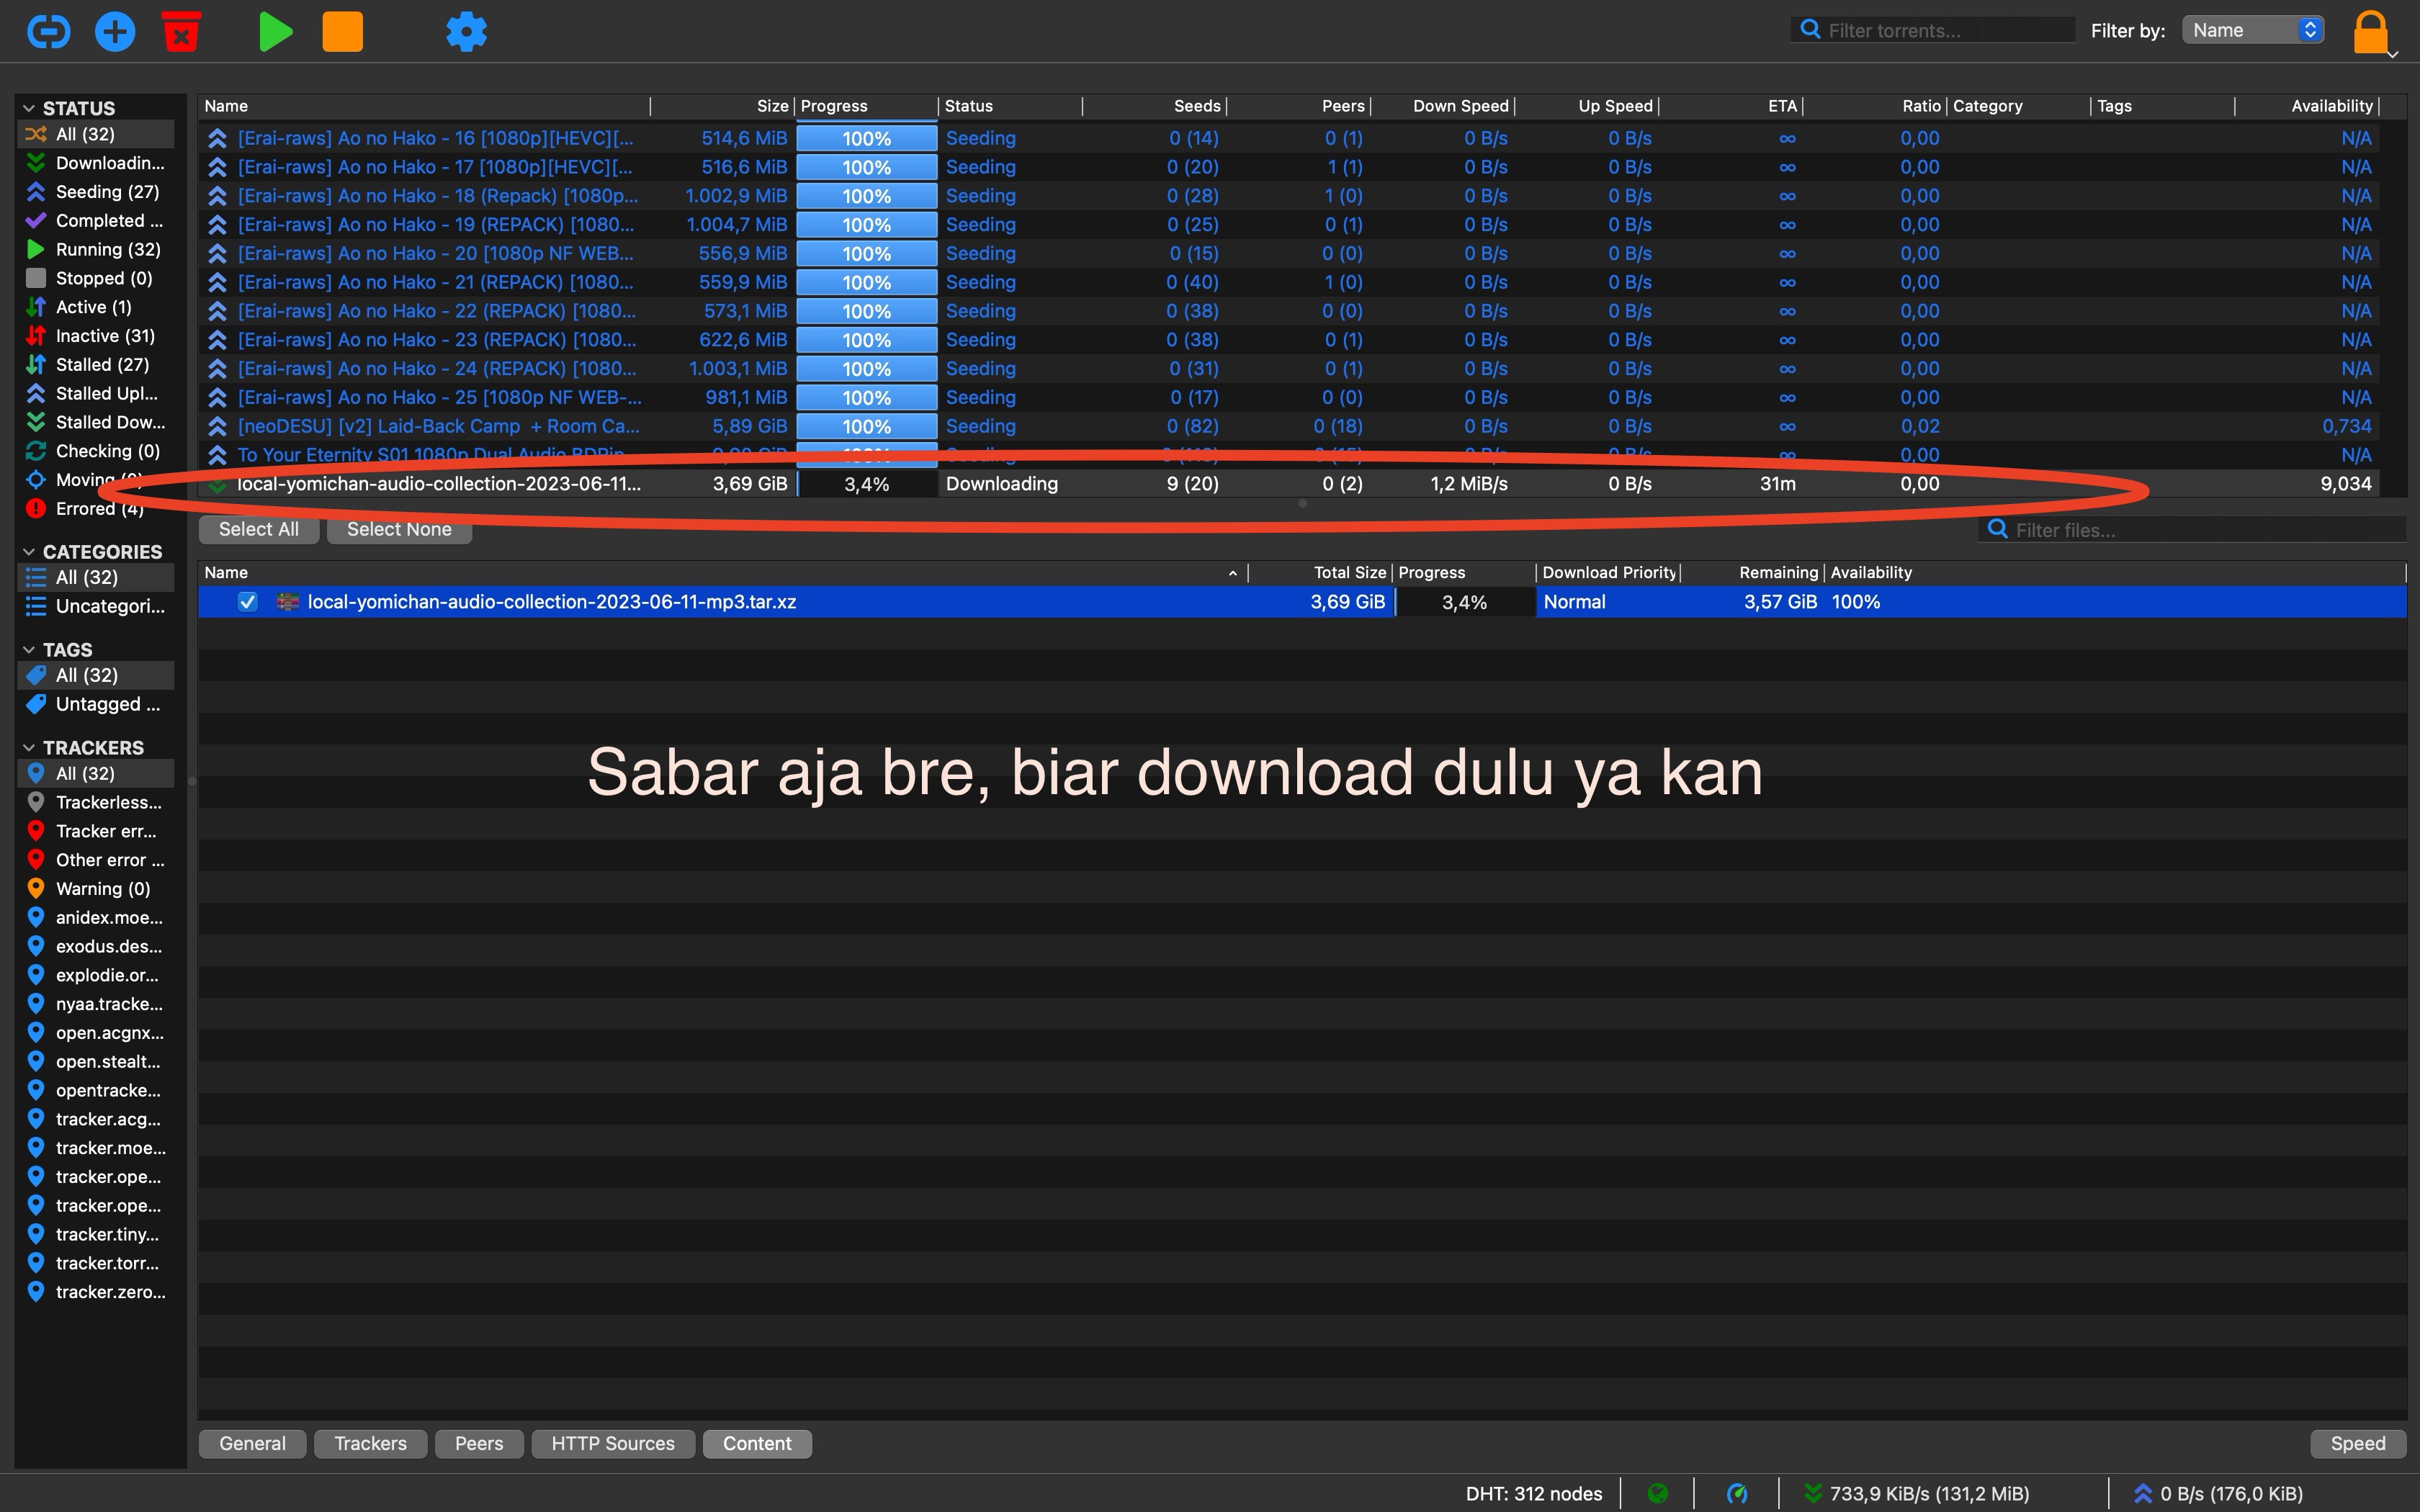 Filter torrents...
Filter by:
Name
STATUS
All (32)
Downloadin...
Seeding (27)
Completed ...
Running (32)
Stopped (0)
Active (1)
Inactive (31)
Stalled (27)
Stalled Upl...
Stalled Dow...
Checking (0)
Moving
Errored (4)
CATEGORIES
All (32)
Uncategori...
TAGS
All (32)
Untagged ...
TRACKERS
All (32)
Trackerless...
Tracker err...
Other error ...
Warning (0)
anidex.moe...
exodus.des...
explodie.or...
nyaa.tracke...
open.acgnx...
open.stealt...
opentracke...
tracker.acg...
tracker.moe...
tracker.ope...
tracker.ope...
tracker.tiny...
tracker.torr...
tracker.zero...
Name Size Progress Status Seeds Peers Down Speed Up Speed ETA Ratio Category Tags Availability
[Erai-raws] Ao no Hako - 16 [1080p][HEVC][... 514,6 MiB 100% Seeding 0 (14) 0 (1) 0 B/s 0 B/s ∞ 0,00 N/A
[Erai-raws] Ao no Hako - 17 [1080p][HEVC][... 516,6 MiB 100% Seeding 0 (20) 1 (1) 0 B/s 0 B/s ∞ 0,00 N/A
[Erai-raws] Ao no Hako - 18 (Repack) [1080p... 1.002,9 MiB 100% Seeding 0 (28) 1 (0) 0 B/s 0 B/s ∞ 0,00 N/A
[Erai-raws] Ao no Hako - 19 (REPACK) [1080... 1.004,7 MiB 100% Seeding 0 (25) 0 (1) 0 B/s 0 B/s ∞ 0,00 N/A
[Erai-raws] Ao no Hako - 20 [1080p NF WEB... 556,9 MiB 100% Seeding 0 (15) 0 (0) 0 B/s 0 B/s ∞ 0,00 N/A
[Erai-raws] Ao no Hako - 21 (REPACK) [1080... 559,9 MiB 100% Seeding 0 (40) 1 (0) 0 B/s 0 B/s ∞ 0,00 N/A
[Erai-raws] Ao no Hako - 22 (REPACK) [1080... 573,1 MiB 100% Seeding 0 (38) 0 (0) 0 B/s 0 B/s ∞ 0,00 N/A
[Erai-raws] Ao no Hako - 23 (REPACK) [1080... 622,6 MiB 100% Seeding 0 (38) 0 (1) 0 B/s 0 B/s ∞ 0,00 N/A
[Erai-raws] Ao no Hako - 24 (REPACK) [1080... 1.003,1 MiB 100% Seeding 0 (31) 0 (1) 0 B/s 0 B/s ∞ 0,00 N/A
[Erai-raws] Ao no Hako - 25 [1080p NF WEB-... 981,1 MiB 100% Seeding 0 (17) 0 (0) 0 B/s 0 B/s ∞ 0,00 N/A
[neoDESU] [v2] Laid-Back Camp + Room Ca... 5,89 GiB 100% Seeding 0 (82) 0 (18) 0 B/s 0 B/s ∞ 0,02 0,734
To Your Eternity S01 1080p Dual Audio BDRip 100% Seeding 0 B/s 0 B/s ∞ 0,00 N/A
local-yomichan-audio-collection-2023-06-11... 3,69 GiB 3,4% Downloading 9 (20) 0 (2) 1,2 MiB/s 0 B/s 31m 0,00 9,034
Select All Select None Filter files...
Name Total Size Progress Download Priority Remaining Availability
local-yomichan-audio-collection-2023-06-11-mp3.tar.xz 3,69 GiB 3,4% Normal 3,57 GiB 100%
Sabar aja bre, biar download dulu ya kan
General Trackers Peers HTTP Sources Content Speed
DHT: 312 nodes 733,9 KiB/s (131,2 MiB) 0 B/s (176,0 KiB)